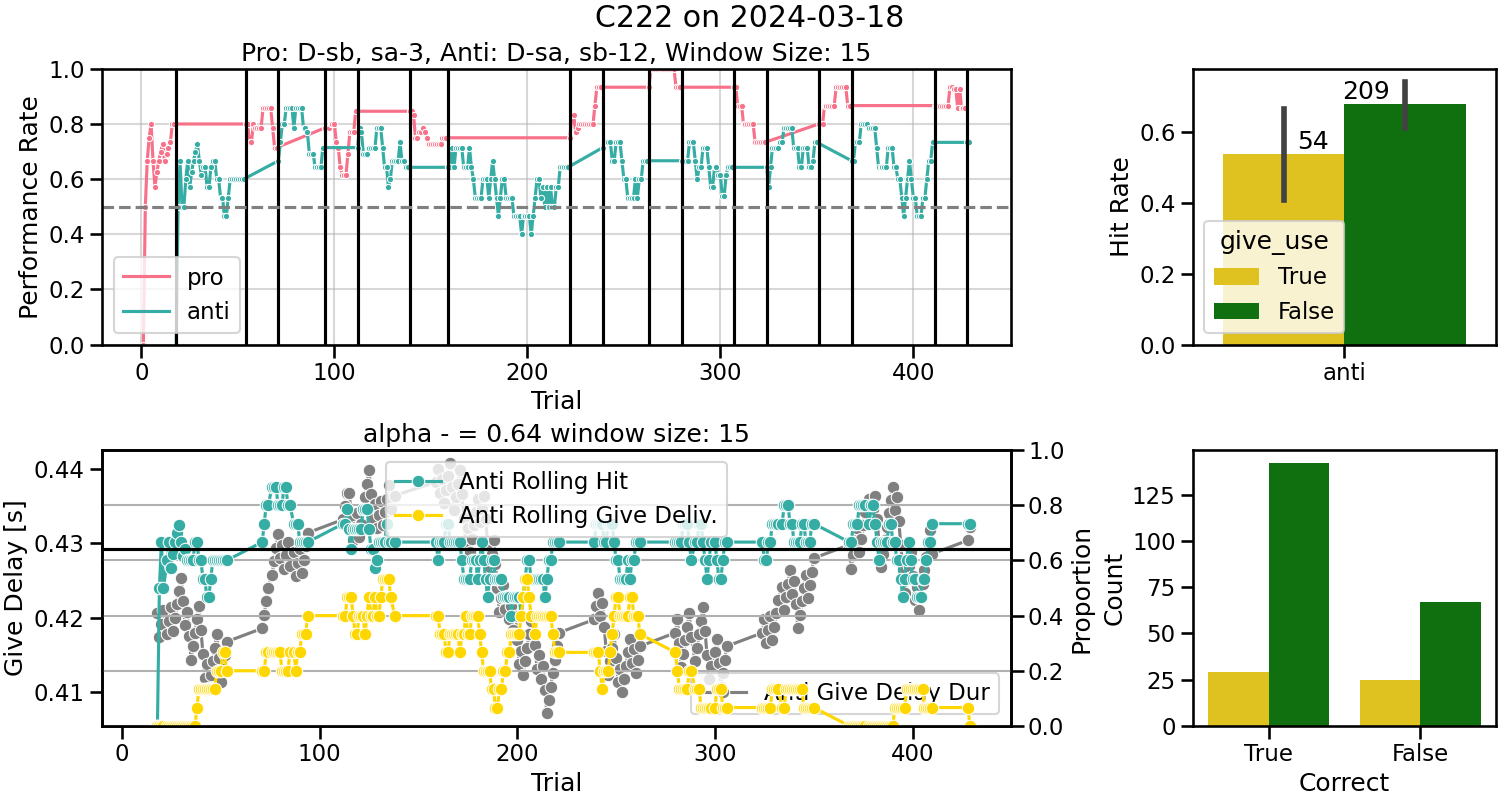 C222 on 2024-03-18
Pro: D-sb, sa-3, Anti: D-sa, sb-12, Window Size: 15
Performance Rate
1.0
0.8
0.6
0.4
0.2
0.0
pro
anti
0 100 200 300 400
Trial
Hit Rate
0.6
0.4
0.2
0.0
54
209
give_use
True
False
anti
alpha - = 0.64 window size: 15
Give Delay [s]
0.44
0.43
0.42
0.41
Anti Rolling Hit
Anti Rolling Give Deliv.
Anti Give Delay Dur
1.0
0.8
0.6
0.4
0.2
0.0
Proportion
0 100 200 300 400
Trial
Count
125
100
75
50
25
0
True False
Correct